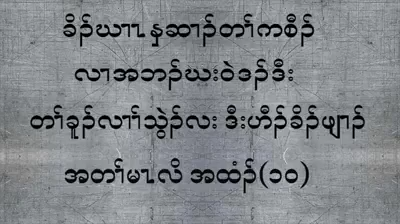 ခိၣ်ဃၢၤ နှဆၢၣ်တၢ်ကစီၣ်
လၢအဘၣ်ဃးဝဲဒၣ်ဒီး
တၢ်ခူၣ်လၢၢ်သွဲၣ်လး ဒီးဟီၣ်ခိၣ်ဖျၢၣ်
အတၢ်မၤလိ အထံၣ်(၁၀)